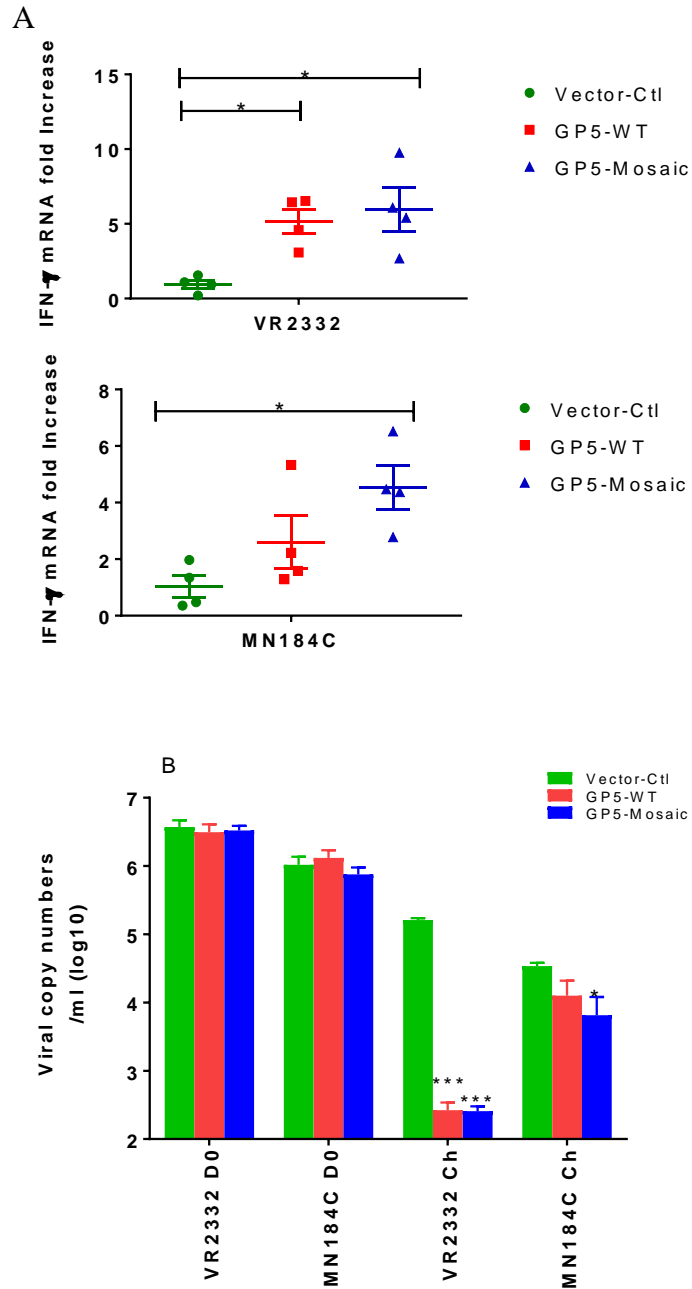 A
IFN-γ mRNA fold Increase
15
10
5
0
*
*
VR2332
Vector-Ctl
GP5-WT
GP5-Mosaic
IFN-γ mRNA fold Increase
8
6
4
2
0
*
MN184C
Vector-Ctl
GP5-WT
GP5-Mosaic
B
Vector-Ctl
GP5-WT
GP5-Mosaic
Viral copy numbers
/ml (log10)
7
6
5
4
3
2
***
***
*
VR2332 D0
MN184C D0
VR2332 Ch
MN184C Ch